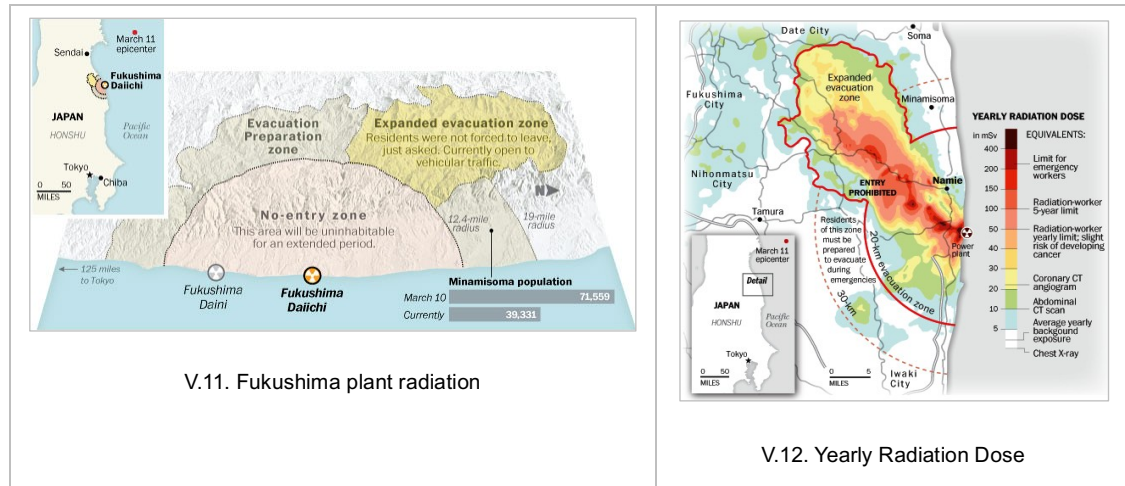 March 11
epicenter
Sendai
Fukushima
Daiichi
JAPAN
HONSHU
Pacific
Ocean
Tokyo
Chiba
0 50
MILES
Evacuation
Preparation
zone
Expanded evacuation zone
Residents were not forced to leave,
just asked. Currently open to
vehicular traffic.
N
No-entry zone
This area will be uninhabitable
for an extended period.
12.4-mile
radius
19-mile
radius
125 miles
to Tokyo
Fukushima
Daini
Fukushima
Daiichi
Minamisoma population
March 10 71,559
Currently 39,331
V.11. Fukushima plant radiation
Date City
Soma
Expanded
evacuation
zone
Fukushima
City
Minamisoma
Nihonmatsu
City
ENTRY
PROHIBITED
Namie
Tamura
Residents
of this zone
must be
prepared
to evacuate
during
emergencies
20-km evacuation zone
30-km
Power
plant
March 11
epicenter
Detail
JAPAN
HONSHU
Pacific
Ocean
Tokyo
0 50
MILES
0 5
MILES
Iwaki
City
YEARLY RADIATION DOSE
in mSv EQUIVALENTS:
400
200
Limit for
emergency
workers
150
100
Radiation-worker
5-year limit
50
40
Radiation-worker
yearly limit; slight
risk of developing
cancer
30
20
Coronary CT
angiogram
10
Abdominal
CT scan
5
Average yearly
backgound
exposure
Chest X-ray
V.12. Yearly Radiation Dose